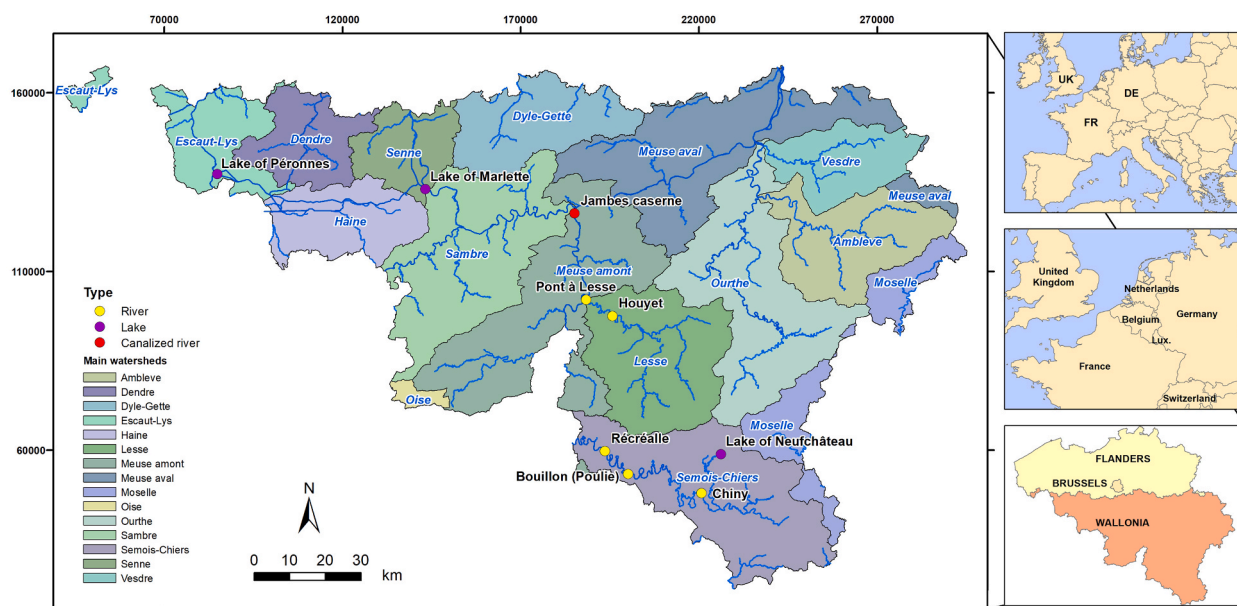 70000
120000
170000
220000
270000
160000
110000
60000
Escaut-Lys
Escaut-Lys
Dendre
Senne
Dyle-Gette
Meuse aval
Vesdre
Meuse aval
Lake of Péronnes
Lake of Marlette
Haine
Jambes caserne
Sambre
Meuse amont
Amblève
Ourthe
Moselle
Pont à Lesse
Houyet
Lesse
Oise
Moselle
Récréalle
Lake of Neufchâteau
Bouillon (Poulie)
Semois-Chiers
Chiny
Type
River
Lake
Canalized river
Main watersheds
Ambleve
Dendre
Dyle-Gette
Escaut-Lys
Haine
Lesse
Meuse amont
Meuse aval
Moselle
Oise
Ourthe
Sambre
Semois-Chiers
Senne
Vesdre
N
0 10 20 30
km
UK
DE
FR
United
Kingdom
Netherlands
Belgium
Germany
Lux.
France
Switzerland
FLANDERS
BRUSSELS
WALLONIA